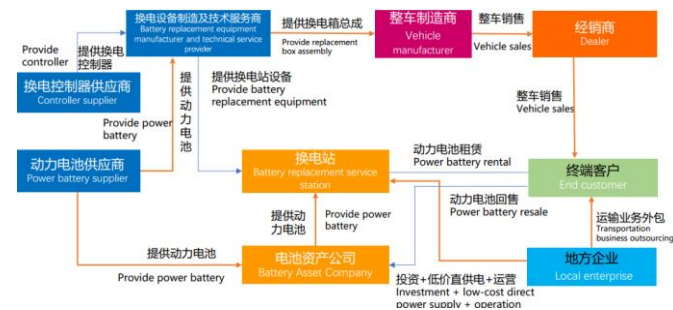 换电设备制造及技术服务商
Battery replacement equipment
manufacturer and technical service
provider
提供换电箱总成
Provide replacement
box assembly
整车制造商
Vehicle
manufacturer
整车销售
Vehicle sales
经销商
Dealer
Provide
controller
提供换电
控制器
换电控制器供应商
Controller supplier
提供动力电池
提供换电站设备
Provide battery
replacement equipment
整车销售
Vehicle sales
Provide power
battery
动力电池供应商
Power battery supplier
换电站
Battery replacement service
station
动力电池租赁
Power battery rental
终端客户
End customer
动力电池回售
Power battery resale
提供动
力电池
Provide power
battery
运输业务外包
Transportation
business outsourcing
提供动力电池
Provide power battery
电池资产公司
Battery Asset Company
投资+低价直供电+运营
Investment + low-cost direct
power supply + operation
地方企业
Local enterprise